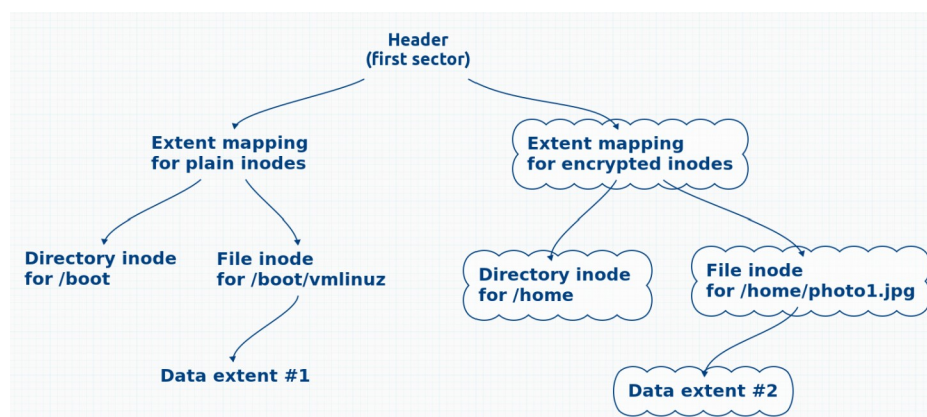 Header
(first sector)
Extent mapping
for plain inodes
Extent mapping
for encrypted inodes
Directory inode
for /boot
File inode
for /boot/vmlinuz
Directory inode
for /home
File inode
for /home/photo1.jpg
Data extent #1
Data extent #2